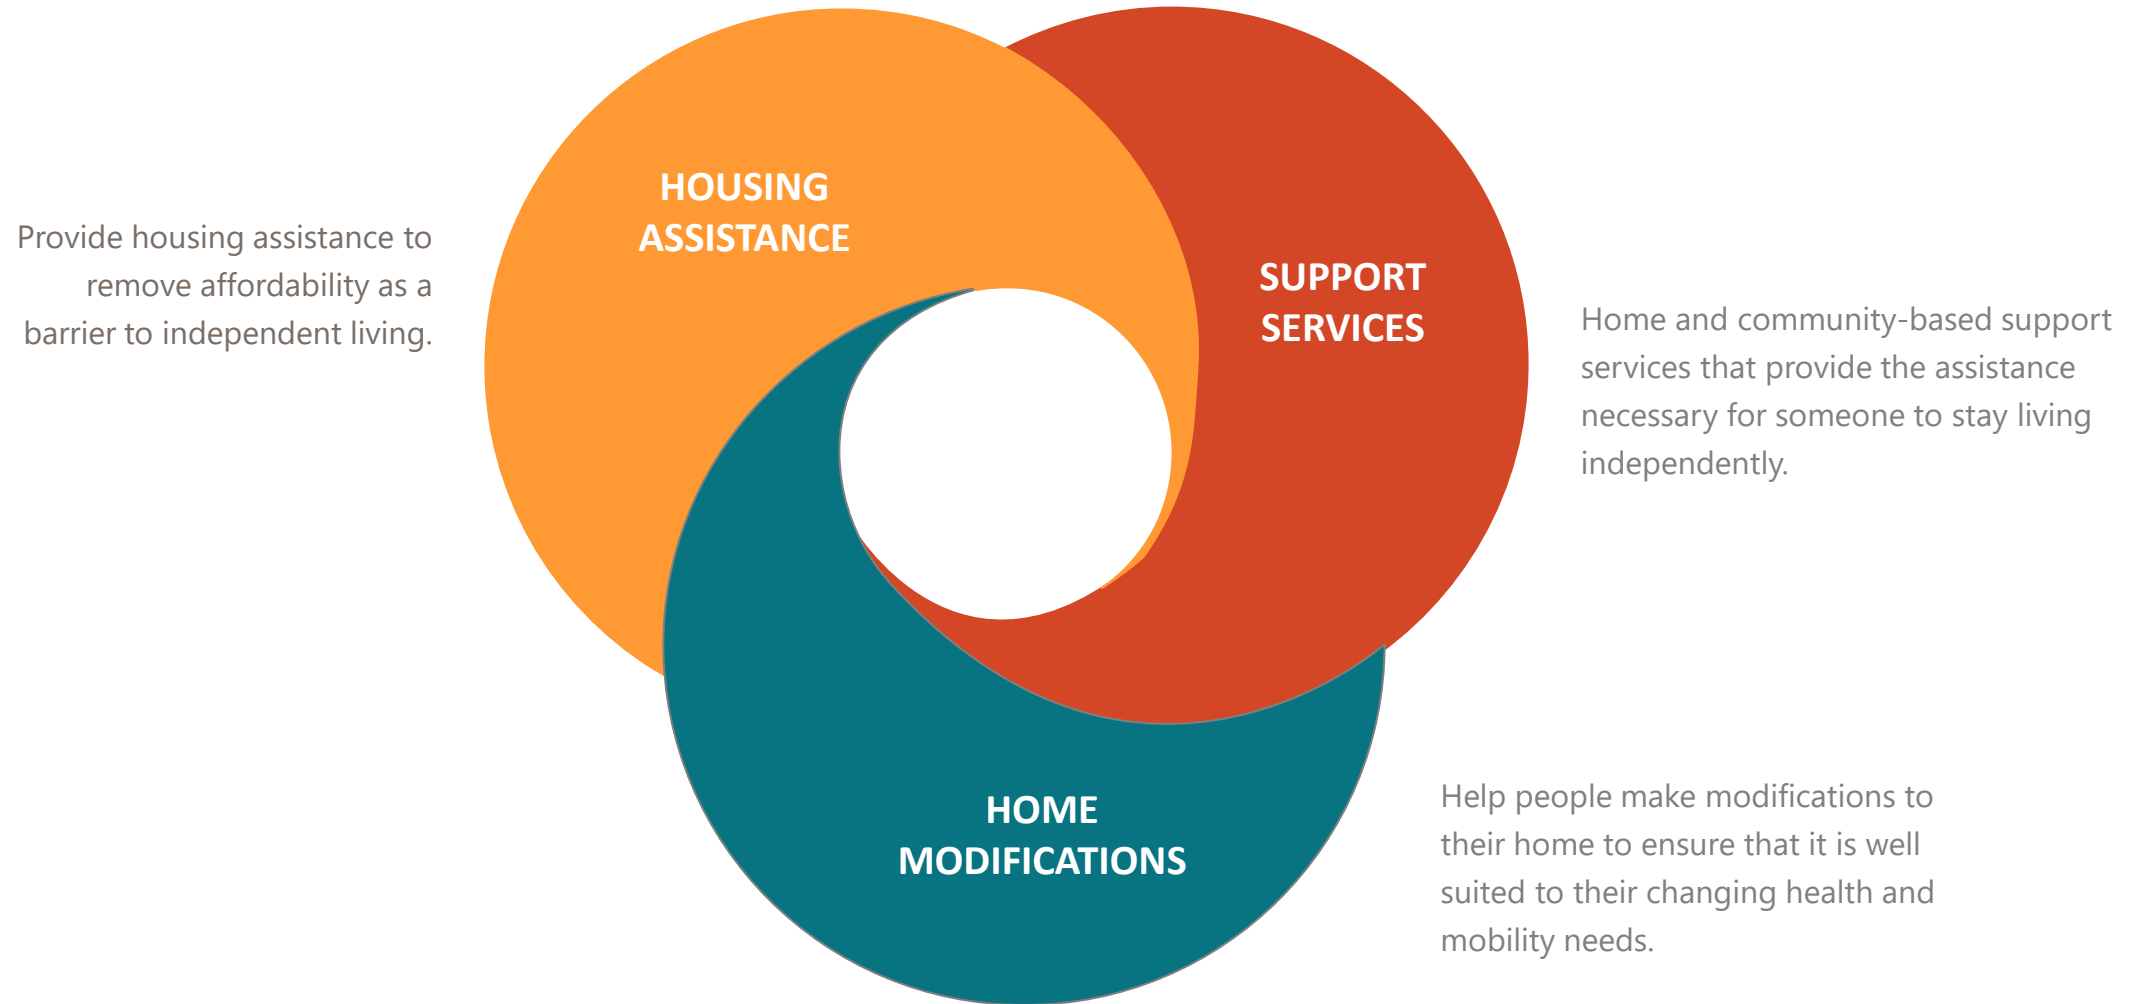 HOUSING
ASSISTANCE
Provide housing assistance to
remove affordability as a
barrier to independent living.
SUPPORT
SERVICES
Home and community-based support
services that provide the assistance
necessary for someone to stay living
independently.
HOME
MODIFICATIONS
Help people make modifications to
their home to ensure that it is well
suited to their changing health and
mobility needs.